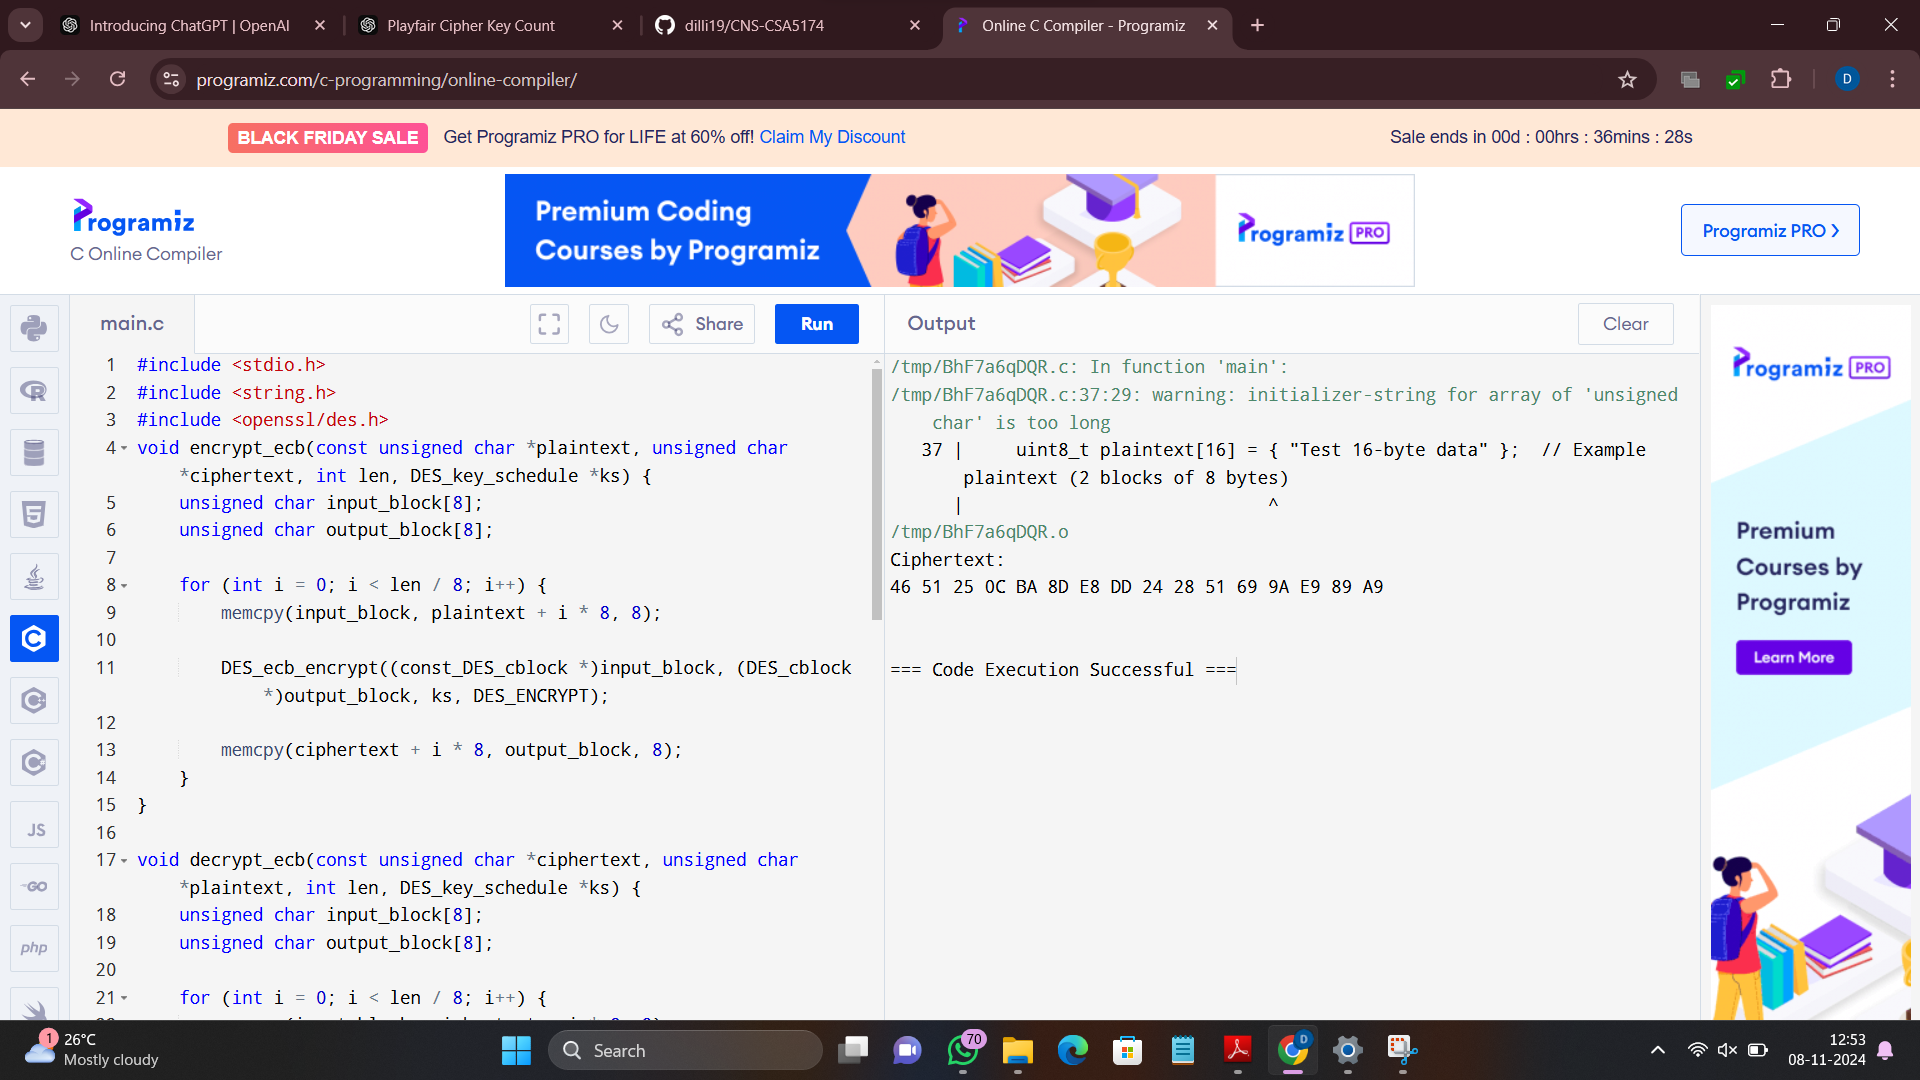 Introducing ChatGPT | OpenAI
Playfair Cipher Key Count
dilli19/CNS-CSA5174
Online C Compiler - Programiz
programiz.com/c-programming/online-compiler/
D
BLACK FRIDAY SALE Get Programiz PRO for LIFE at 60% off! Claim My Discount
Sale ends in 00d : 00hrs : 36mins : 28s
Programiz
C Online Compiler
Premium Coding
Courses by Programiz
Programiz PRO
Programiz PRO
main.c
Share
Run
Output
Clear
1 #include <stdio.h>
2 #include <string.h>
3 #include <openssl/des.h>
4 void encrypt_ecb(const unsigned char *plaintext, unsigned char
*ciphertext, int len, DES_key_schedule *ks) {
5 unsigned char input_block[8];
6 unsigned char output_block[8];
7
8 for (int i = 0; i < len / 8; i++) {
9 memcpy(input_block, plaintext + i * 8, 8);
10
11 DES_ecb_encrypt((const_DES_cblock *)input_block, (DES_cblock
*)output_block, ks, DES_ENCRYPT);
12
13 memcpy(ciphertext + i * 8, output_block, 8);
14 }
15 }
16
17 void decrypt_ecb(const unsigned char *ciphertext, unsigned char
*plaintext, int len, DES_key_schedule *ks) {
18 unsigned char input_block[8];
19 unsigned char output_block[8];
20
21 for (int i = 0; i < len / 8; i++) {
/tmp/BhF7a6qDQR.c: In function 'main':
/tmp/BhF7a6qDQR.c:37:29: warning: initializer-string for array of 'unsigned
char' is too long
37 | uint8_t plaintext[16] = { "Test 16-byte data" }; // Example
plaintext (2 blocks of 8 bytes)
| ^
/tmp/BhF7a6qDQR.o
Ciphertext:
46 51 25 0C BA 8D E8 DD 24 28 51 69 9A E9 89 A9
=== Code Execution Successful ===
Programiz PRO
Premium
Courses by
Programiz
Learn More
R
5
C
C
C
JS
GO
php
1
26°C
Mostly cloudy
Search
70
D
12:53
08-11-2024